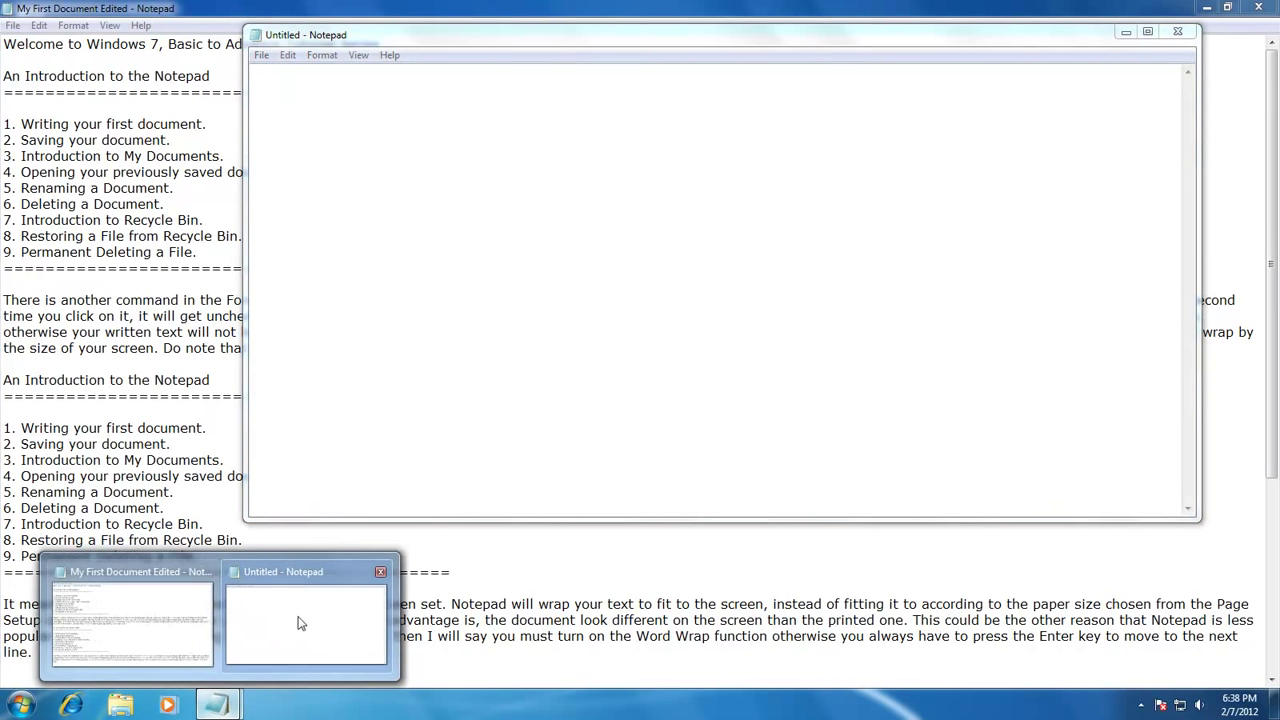 My First Document Edited - Notepad
File Edit Format View Help
Welcome to Windows 7, Basic to Ad
An Introduction to the Notepad
========================
1. Writing your first document.
2. Saving your document.
3. Introduction to My Documents.
4. Opening your previously saved do
5. Renaming a Document.
6. Deleting a Document.
7. Introduction to Recycle Bin.
8. Restoring a File from Recycle Bin.
9. Permanent Deleting a File.
========================
There is another command in the Fo
econd
time you click on it, it will get unche
otherwise your written text will not
wrap by
the size of your screen. Do note tha
An Introduction to the Notepad
========================
1. Writing your first document.
2. Saving your document.
3. Introduction to My Documents.
4. Opening your previously saved do
5. Renaming a Document.
6. Deleting a Document.
7. Introduction to Recycle Bin.
8. Restoring a File from Recycle Bin.
9. Pe
Untitled - Notepad
File Edit Format View Help
My First Document Edited - Not...
Untitled - Notepad
It me
en set. Notepad will wrap your text to fit to the screen, instead of fitting it to according to the paper size chosen from the Page
Setu
dvantage is, the document look different on the screen than the printed one. This could be the other reason that Notepad is less
popul
hen I will say you must turn on the Word Wrap function otherwise you always have to press the Enter key to move to the next
line.
6:38 PM
2/7/2012